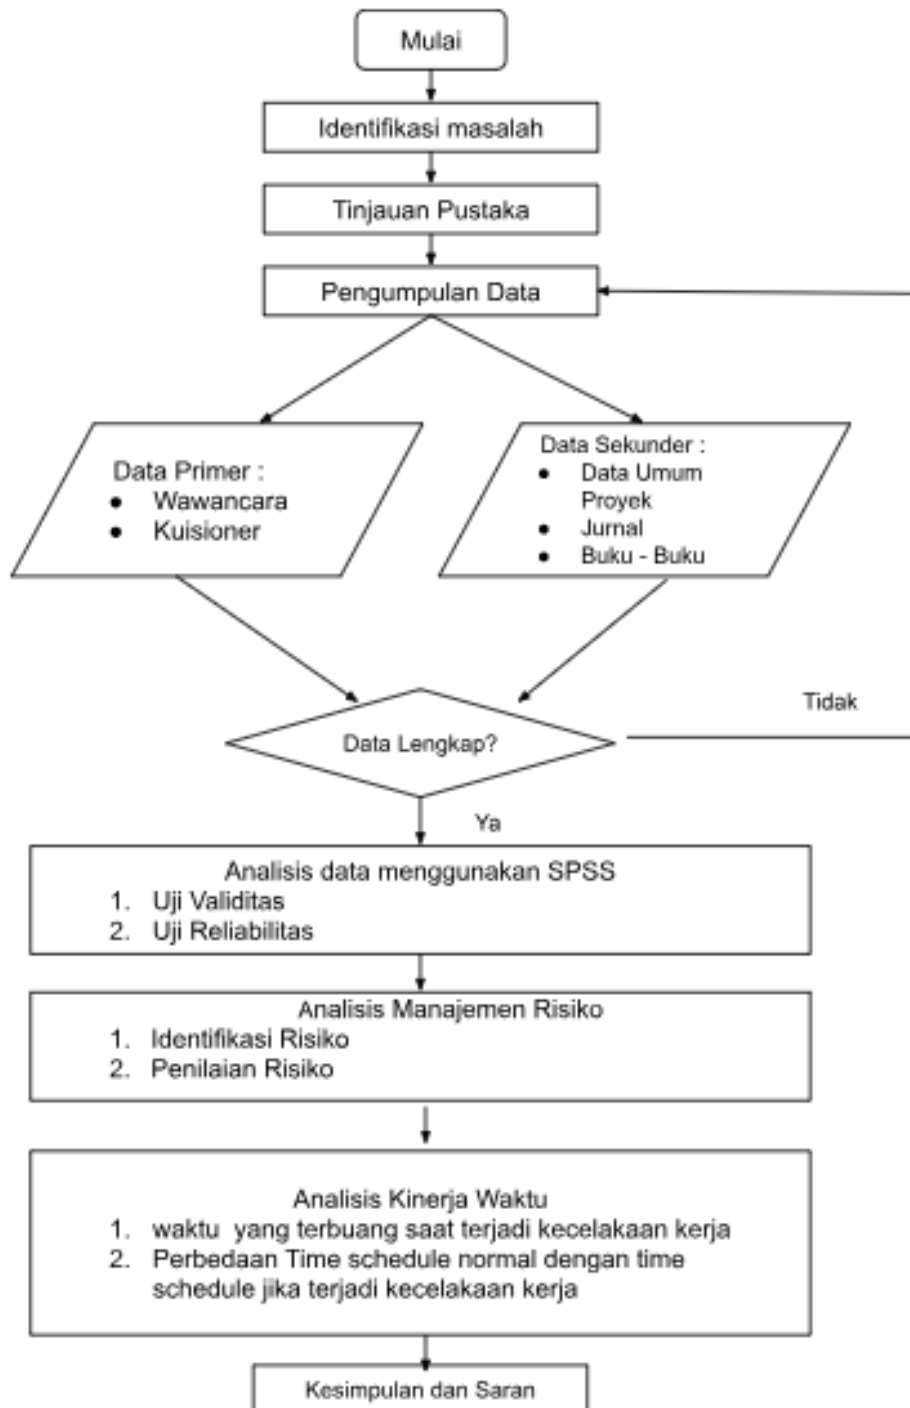 Mulai
Identifikasi masalah
Tinjauan Pustaka
Pengumpulan Data
Data Primer :
● Wawancara
● Kuisioner
Data Sekunder :
● Data Umum
Proyek
● Jurnal
● Buku - Buku
Data Lengkap?
Tidak
Ya
Analisis data menggunakan SPSS
1. Uji Validitas
2. Uji Reliabilitas
Analisis Manajemen Risiko
1. Identifikasi Risiko
2. Penilaian Risiko
Analisis Kinerja Waktu
1. waktu yang terbuang saat terjadi kecelakaan kerja
2. Perbedaan Time schedule normal dengan time
schedule jika terjadi kecelakaan kerja
Kesimpulan dan Saran